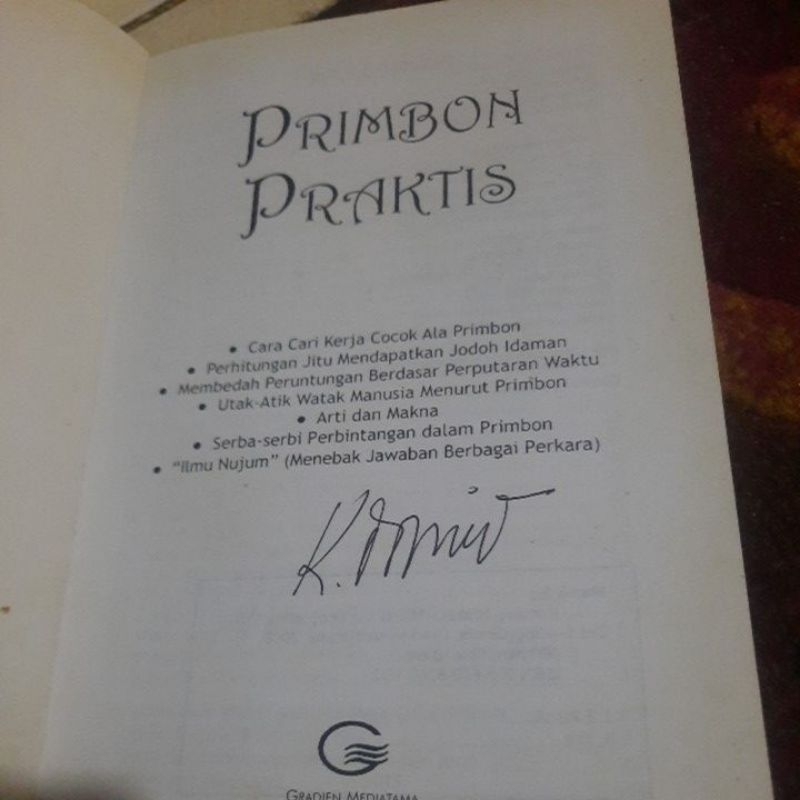 PRIMBON
PRAKTIS
• Cara Cari Kerja Cocok Ala Primbon
• Perhitungan Jitu Mendapatkan Jodoh Idaman
• Membedah Peruntungan Berdasar Perputaran Waktu
• Utak-Atik Watak Manusia Menurut Primbon
• Arti dan Makna
• Serba-serbi Perbintangan dalam Primbon
• "Ilmu Nujum" (Menebak Jawaban Berbagai Perkara)
K.
GRADIEN MEDIATAMA